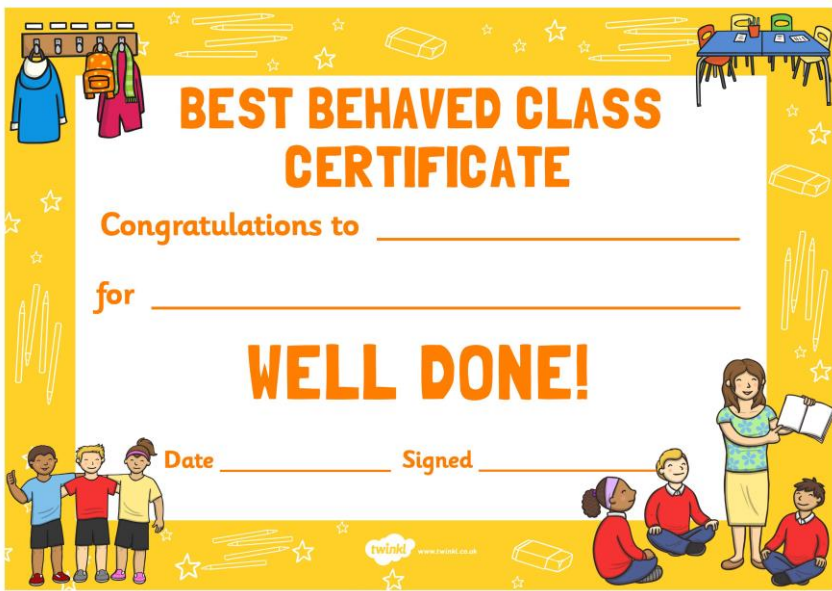 BEST BEHAVED CLASS
CERTIFICATE
Congratulations to
for
WELL DONE!
Date Signed
twinkl www.twinkl.co.uk